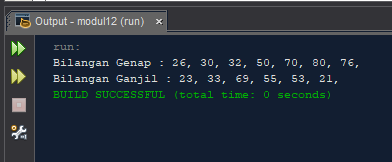 Output - modul12 (run)
run:
Bilangan Genap : 26, 30, 32, 50, 70, 80, 76,
Bilangan Ganjil : 23, 33, 69, 55, 53, 21,
BUILD SUCCESSFUL (total time: 0 seconds)